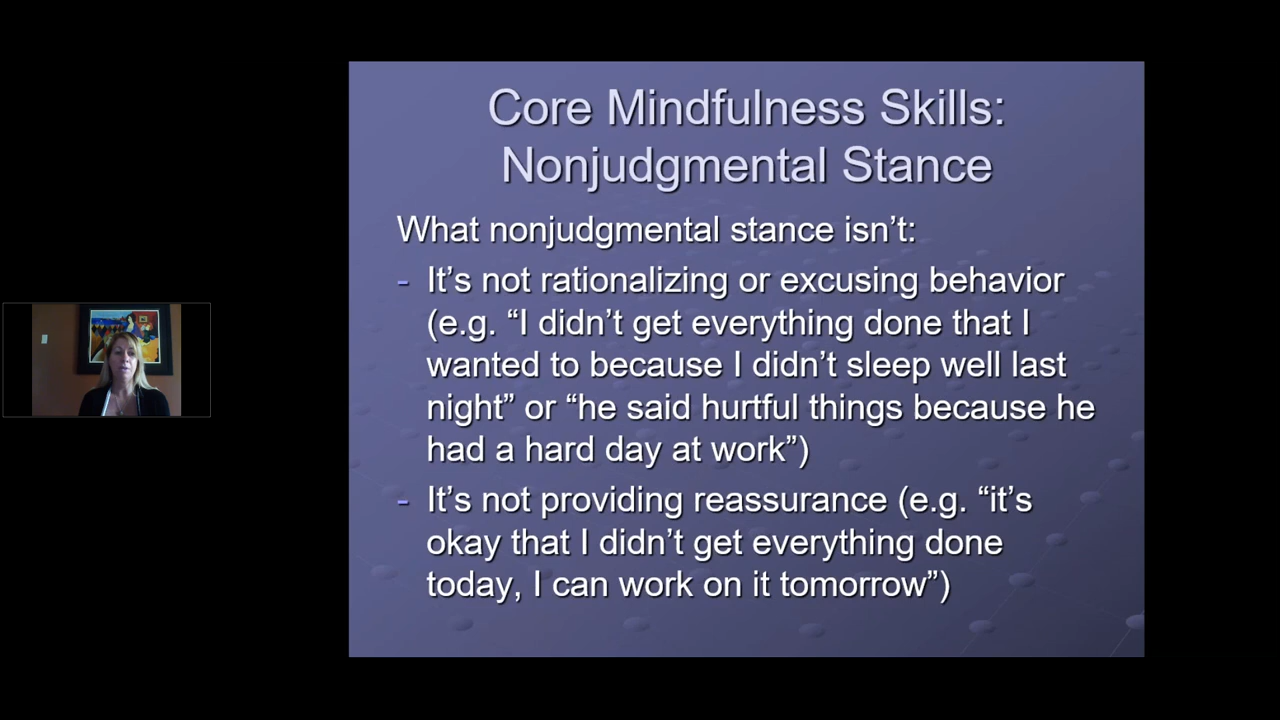 Core Mindfulness Skills:
Nonjudgmental Stance
What nonjudgmental stance isn’t:
- It’s not rationalizing or excusing behavior
(e.g. “I didn’t get everything done that I
wanted to because I didn’t sleep well last
night” or “he said hurtful things because he
had a hard day at work”)
- It’s not providing reassurance (e.g. “it’s
okay that I didn’t get everything done
today, I can work on it tomorrow”)